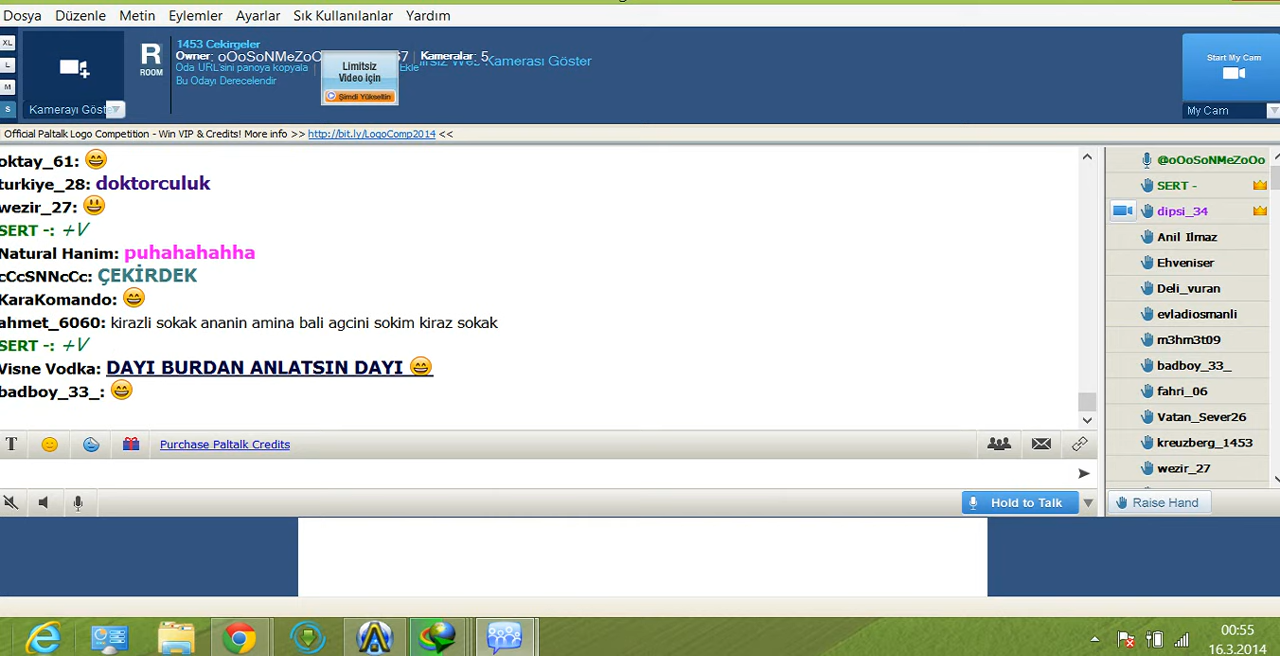 Dosya Düzenle Metin Eylemler Ayarlar Sık Kullanılanlar Yardım
XL
L
M
S
Kamerayı Göst
R
ROOM
1453 Cekirgeler
Owner: oOoSoNMeZoO 67 Kameralar: 5
Oda URL'sini panoya kopyala Ekle
Web Kamerası Göster
Bu Odayı Derecelendir
Limitsiz
Video için
Şimdi Yükseltin
Start My Cam
My Cam
Official Paltalk Logo Competition - Win VIP & Credits! More info >> http://bit.ly/LogoComp2014 <<
oktay_61:
turkiye_28: doktorculuk
wezir_27:
SERT -: +V
Natural Hanim: puhahahahha
cCcSNNcCc: ÇEKİRDEK
KaraKomando:
ahmet_6060: kirazli sokak ananin amina bali agcini sokim kiraz sokak
SERT -: +V
Visne Vodka: DAYI BURDAN ANLATSIN DAYI
badboy_33_:
@oOoSoNMeZoOo
SERT -
dipsi_34
Anil Ilmaz
Ehveniser
Deli_vuran
evladiosmanli
m3hm3t09
badboy_33_
fahri_06
Vatan_Sever26
kreuzberg_1453
wezir_27
T
Purchase Paltalk Credits
Hold to Talk
Raise Hand
00:55
16.3.2014